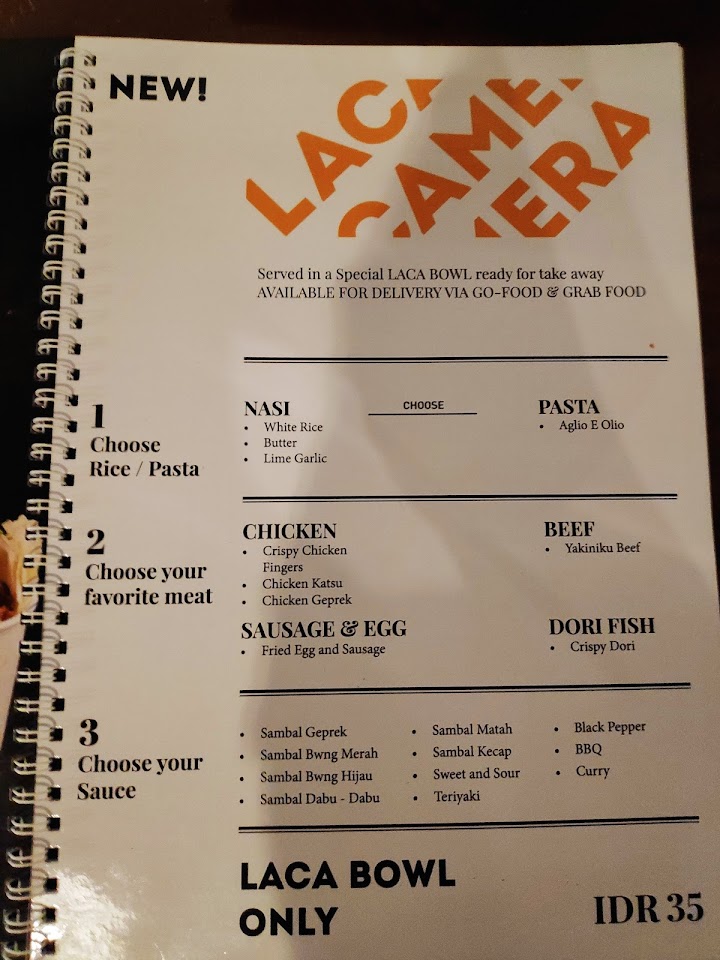 NEW!
LACA
CAMER
MERA
Served in a Special LACA BOWL ready for take away
AVAILABLE FOR DELIVERY VIA GO-FOOD & GRAB FOOD
1
Choose
Rice / Pasta
NASI
• White Rice
• Butter
• Lime Garlic
CHOOSE
PASTA
• Aglio E Olio
2
Choose your
favorite meat
CHICKEN
• Crispy Chicken
Fingers
• Chicken Katsu
• Chicken Geprek
BEEF
• Yakiniku Beef
SAUSAGE & EGG
• Fried Egg and Sausage
DORI FISH
• Crispy Dori
3
Choose your
Sauce
• Sambal Geprek
• Sambal Bwng Merah
• Sambal Bwng Hijau
• Sambal Dabu - Dabu
• Sambal Matah
• Sambal Kecap
• Sweet and Sour
• Teriyaki
• Black Pepper
• BBQ
• Curry
LACA BOWL
ONLY
IDR 35